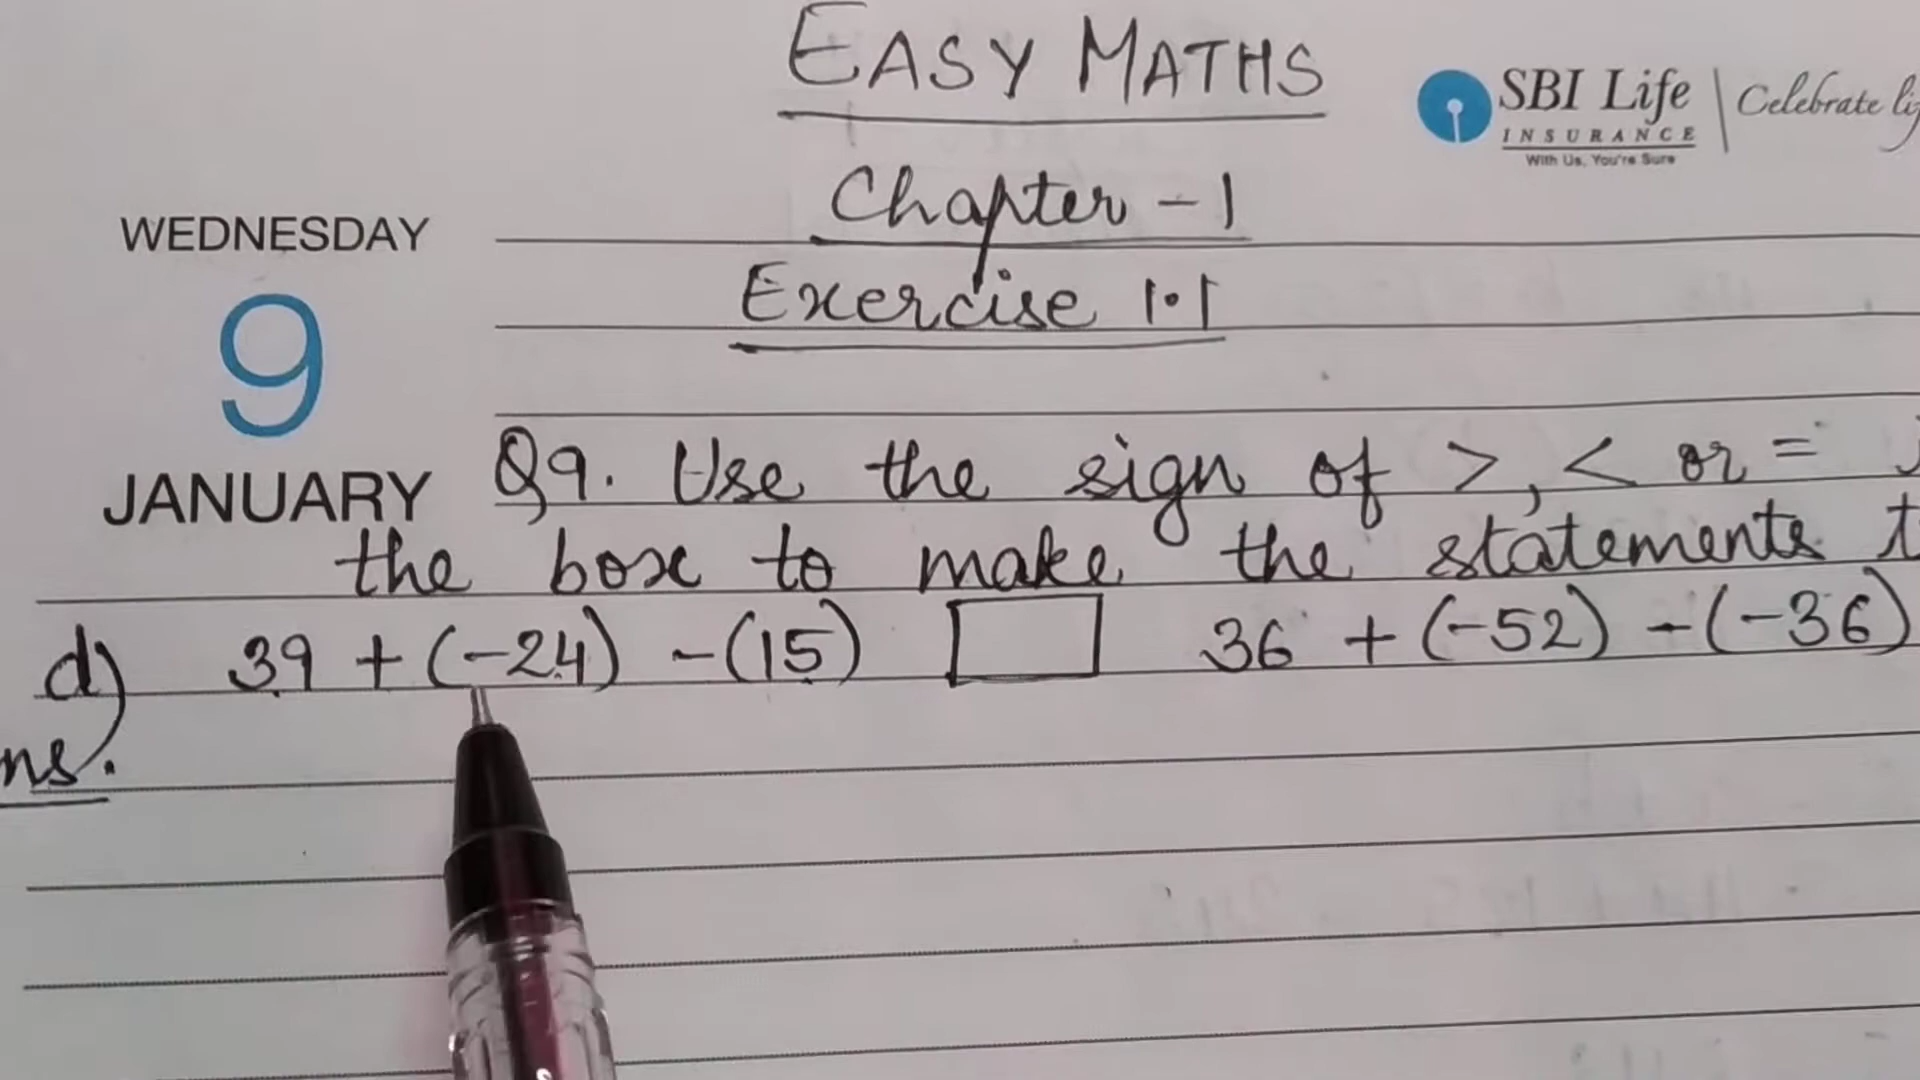 EASY MATHS
SBI Life
INSURANCE
With Us, You're Sure
Celebrate
Chapter - 1
WEDNESDAY
Exercise 1.1
9
JANUARY
Q9. Use the sign of >, < or =
the box to make the statements
d) 39 + (-24) - (15) 36 + (-52) - (-36)
ns.